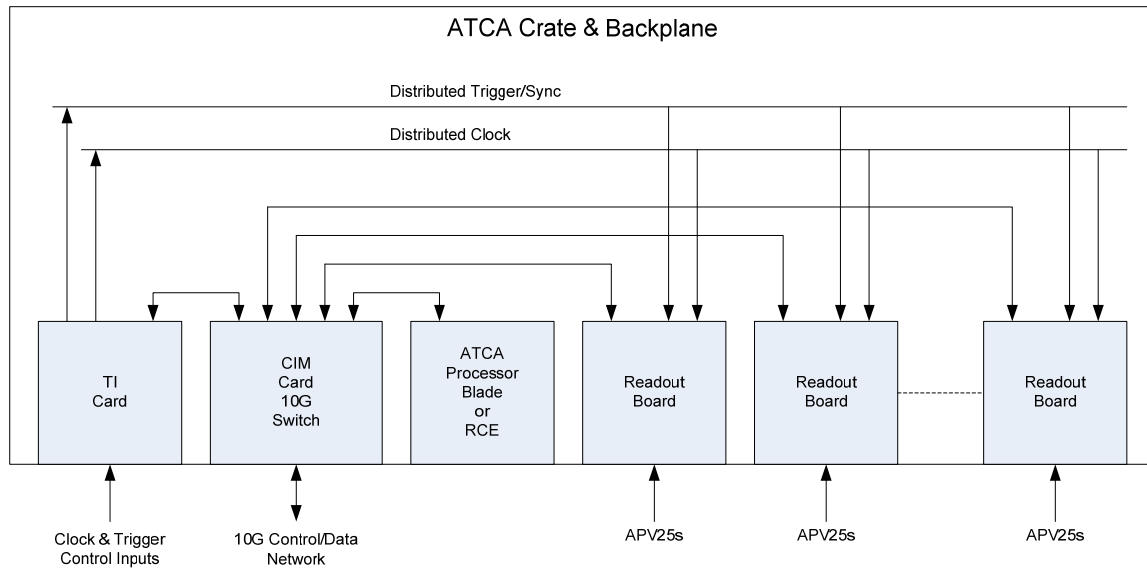 ATCA Crate & Backplane
Distributed Trigger/Sync
Distributed Clock
TI
Card
CIM
Card
10G
Switch
ATCA
Processor
Blade
or
RCE
Readout
Board
Readout
Board
Readout
Board
Clock & Trigger
Control Inputs
10G Control/Data
Network
APV25s
APV25s
APV25s